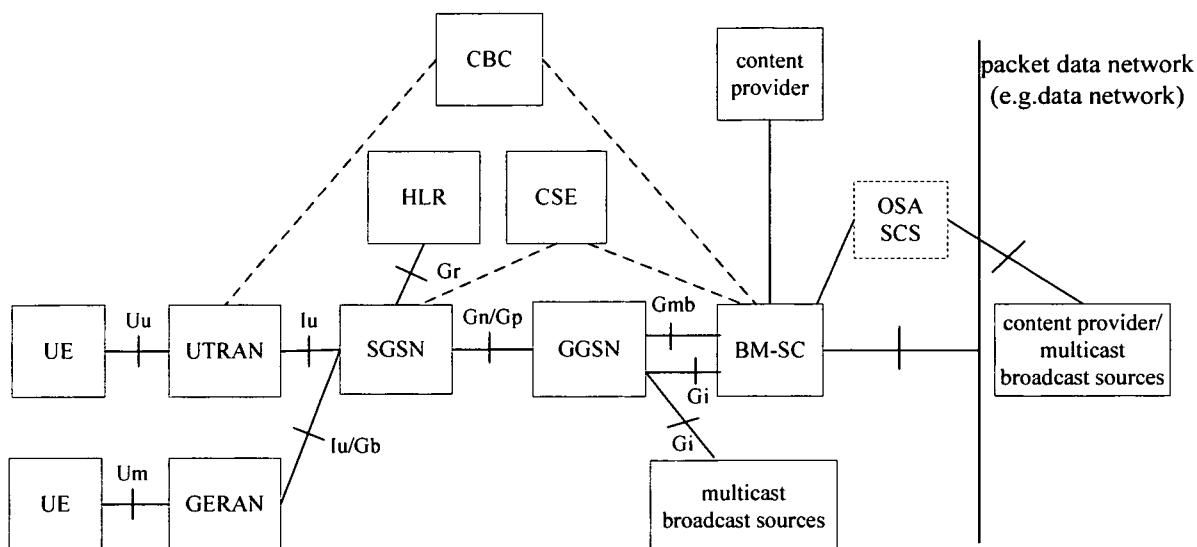 CBC
content
provider
packet data network
(e.g.data network)
HLR
CSE
OSA
SCS
Gr
Uu
Iu
Gn/Gp
Gmb
UE
UTRAN
SGSN
GGSN
BM-SC
content provider/
multicast
broadcast sources
Gi
Gi
Iu/Gb
Um
UE
GERAN
multicast
broadcast sources